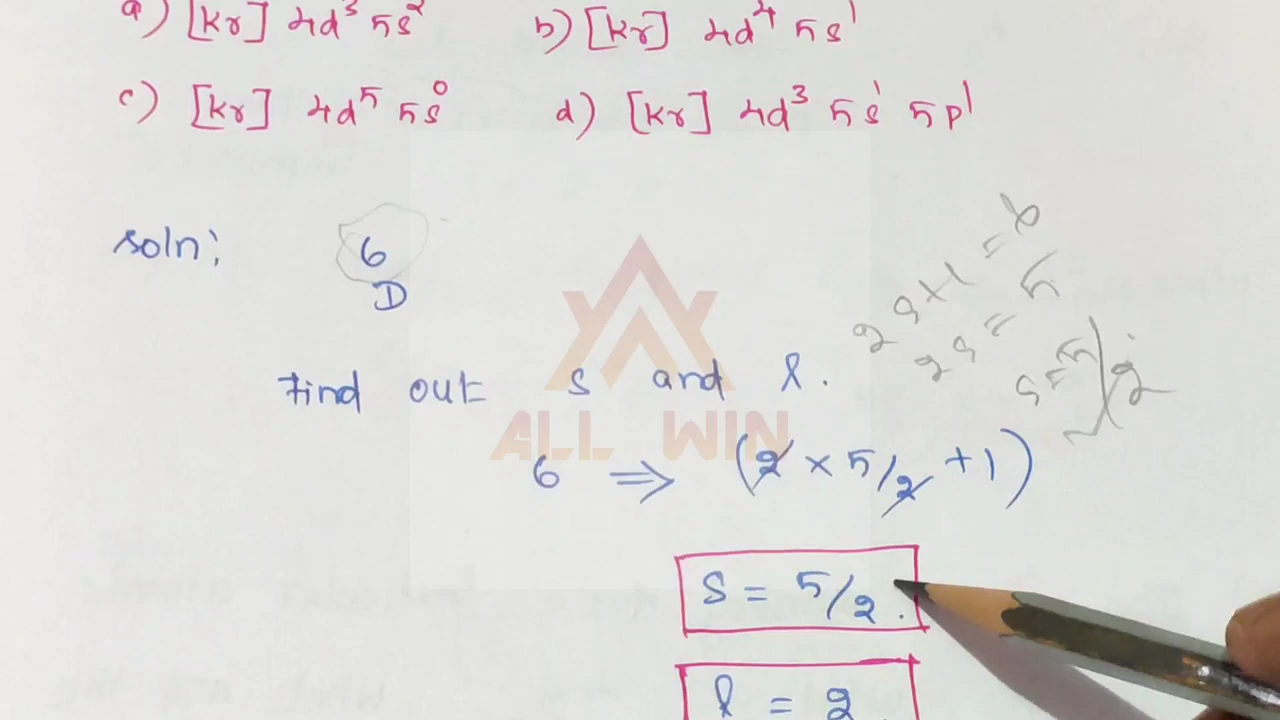 a) [Kr] 4d³ 5s² b) [Kr] 4d⁴ 5s¹
c) [Kr] 4d⁵ 5s⁰ d) [Kr] 4d³ 5s¹ 5p¹
soln: 6
D
2s+1 = 6
2s = 5
s = 5/2
Find out s and l.
ALL WIN
6 ⇒ (2 × 5/2 + 1)
S = 5/2.
l = 2